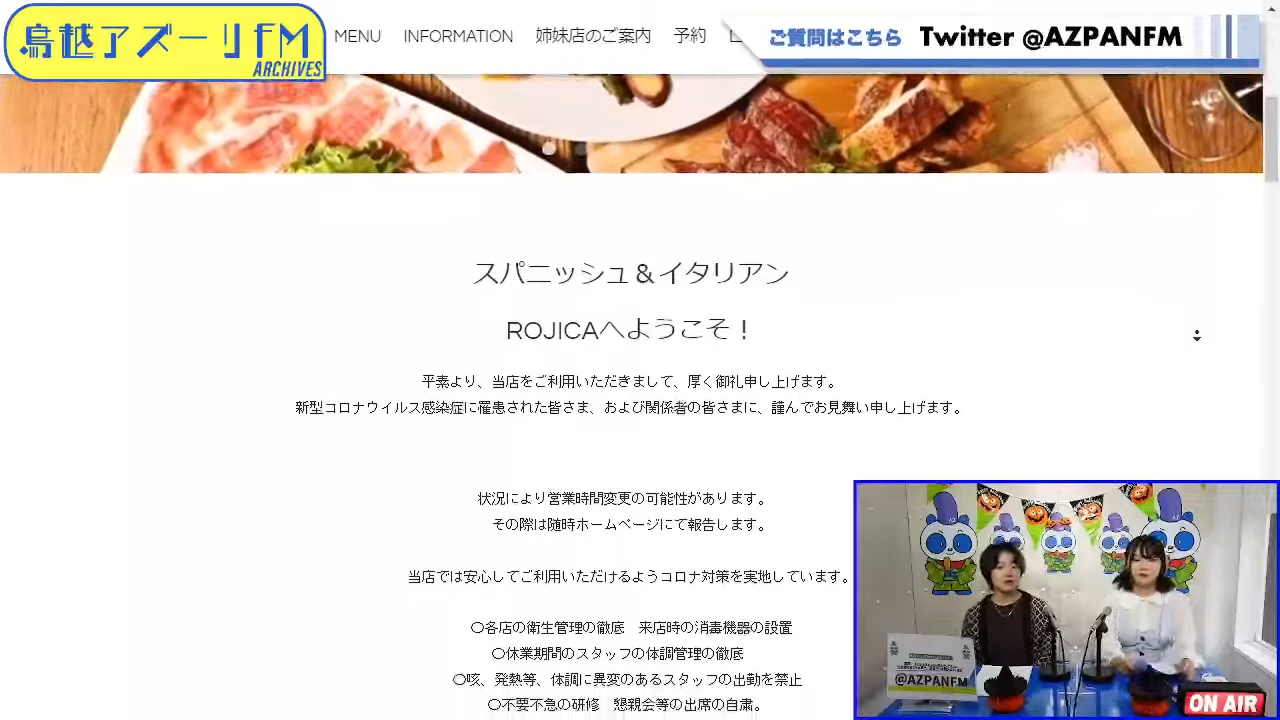 鳥越アズーリFM
ARCHIVES
MENU INFORMATION 姉妹店のご案内 予約
ご質問はこちら Twitter @AZPANFM
スパニッシュ＆イタリアン
ROJICAへようこそ！
平素より、当店をご利用いただきまして、厚く御礼申し上げます。
新型コロナウイルス感染症に罹患された皆さま、および関係者の皆さまに、謹んでお見舞い申し上げます。
状況により営業時間変更の可能性があります。
その際は随時ホームページにて報告します。
当店では安心してご利用いただけるようコロナ対策を実地しています。
〇各店の衛生管理の徹底　来店時の消毒機器の設置
〇休業期間のスタッフの体調管理の徹底
〇咳、発熱等、体調に異変のあるスタッフの出勤を禁止
の研修　懇親会等の出席の自粛。
@AZPANFM
ON AIR